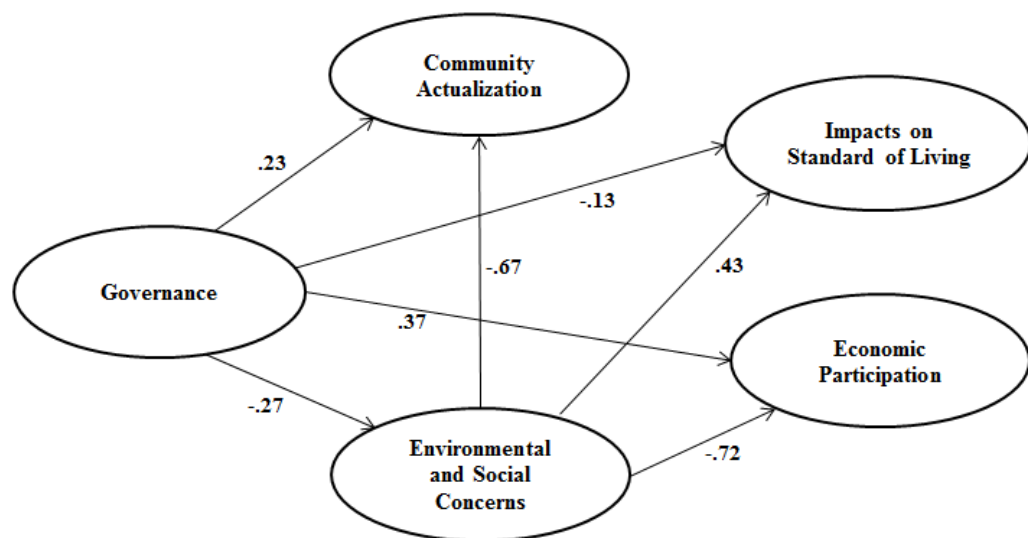 Community
Actualization
Impacts on
Standard of Living
.23
-.13
-.67
.43
Governance
.37
Economic
Participation
-.27
Environmental
and Social
Concerns
-.72